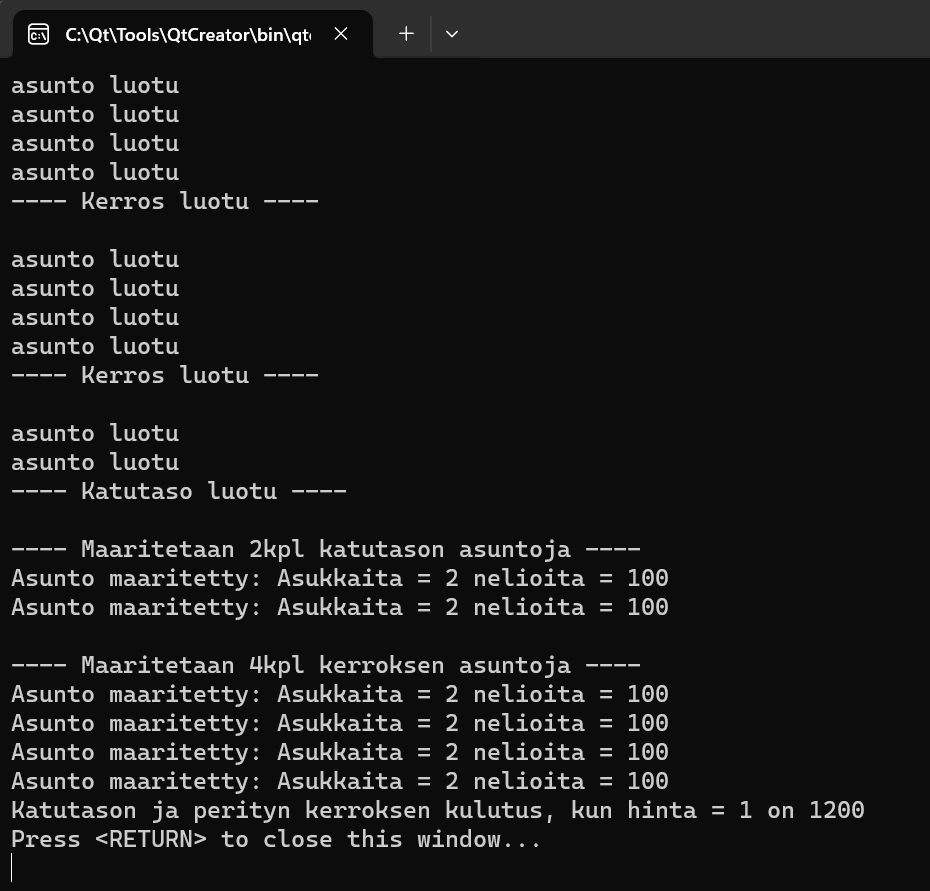 C:\Qt\Tools\QtCreator\bin\qt
asunto luotu
asunto luotu
asunto luotu
asunto luotu
---- Kerros luotu ----
asunto luotu
asunto luotu
asunto luotu
asunto luotu
---- Kerros luotu ----
asunto luotu
asunto luotu
---- Katutaso luotu ----
---- Maaritetaan 2kpl katutason asuntoja ----
Asunto maaritetty: Asukkaita = 2 nelioita = 100
Asunto maaritetty: Asukkaita = 2 nelioita = 100
---- Maaritetaan 4kpl kerroksen asuntoja ----
Asunto maaritetty: Asukkaita = 2 nelioita = 100
Asunto maaritetty: Asukkaita = 2 nelioita = 100
Asunto maaritetty: Asukkaita = 2 nelioita = 100
Asunto maaritetty: Asukkaita = 2 nelioita = 100
Katutason ja perityn kerroksen kulutus, kun hinta = 1 on 1200
Press <RETURN> to close this window...